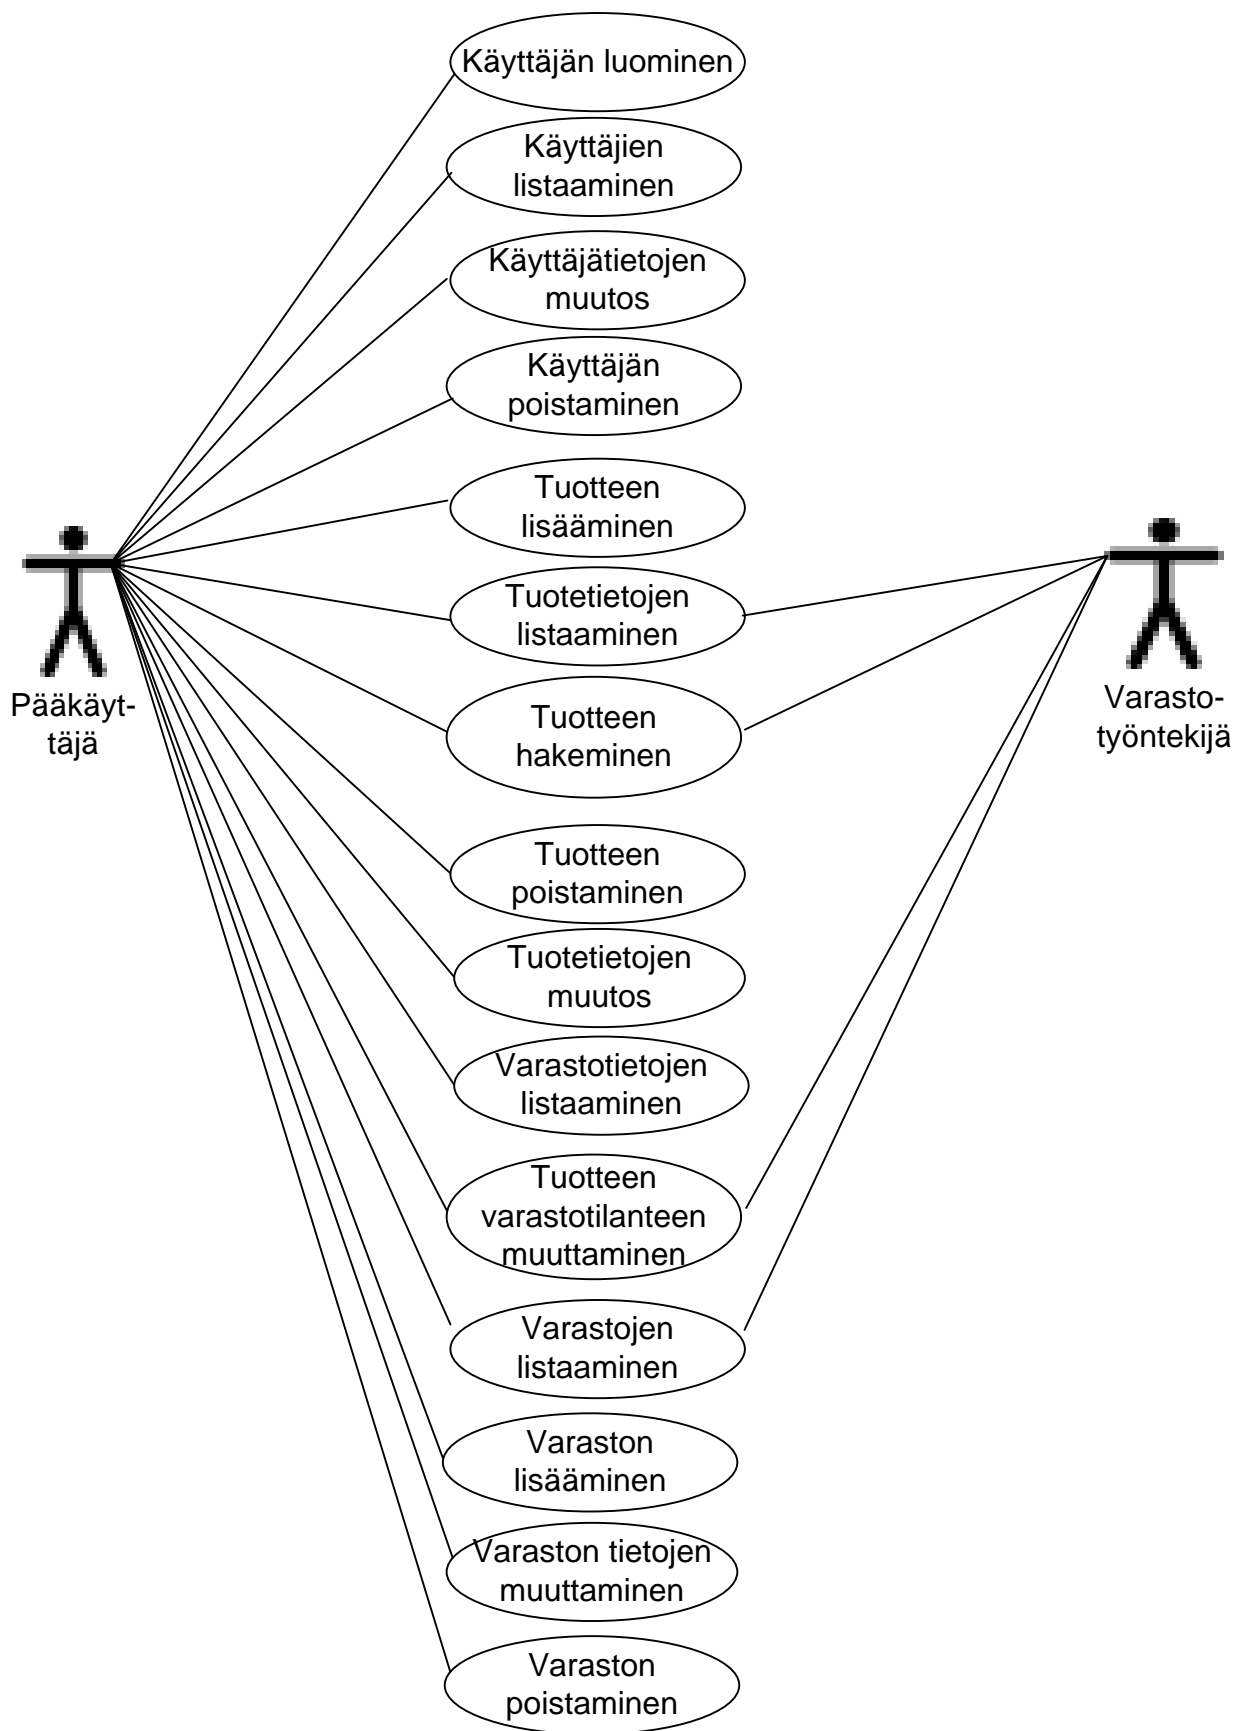 Käyttäjän luominen
Käyttäjien
listaaminen
Käyttäjätietojen
muutos
Käyttäjän
poistaminen
Tuotteen
lisääminen
Tuotetietojen
listaaminen
Pääkäyt-
täjä
Varasto-
työntekijä
Tuotteen
hakeminen
Tuotteen
poistaminen
Tuotetietojen
muutos
Varastotietojen
listaaminen
Tuotteen
varastotilanteen
muuttaminen
Varastojen
listaaminen
Varaston
lisääminen
Varaston tietojen
muuttaminen
Varaston
poistaminen